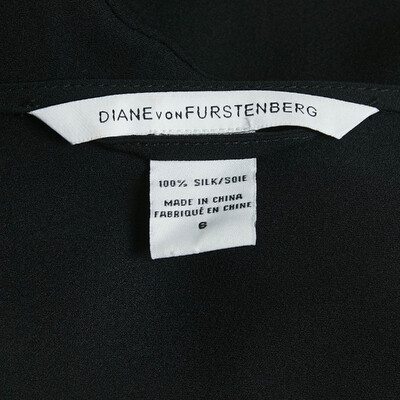 DIANE VON FURSTENBERG
100% SILK/SOIE
MADE IN CHINA
FABRIQUÉ EN CHINE
6